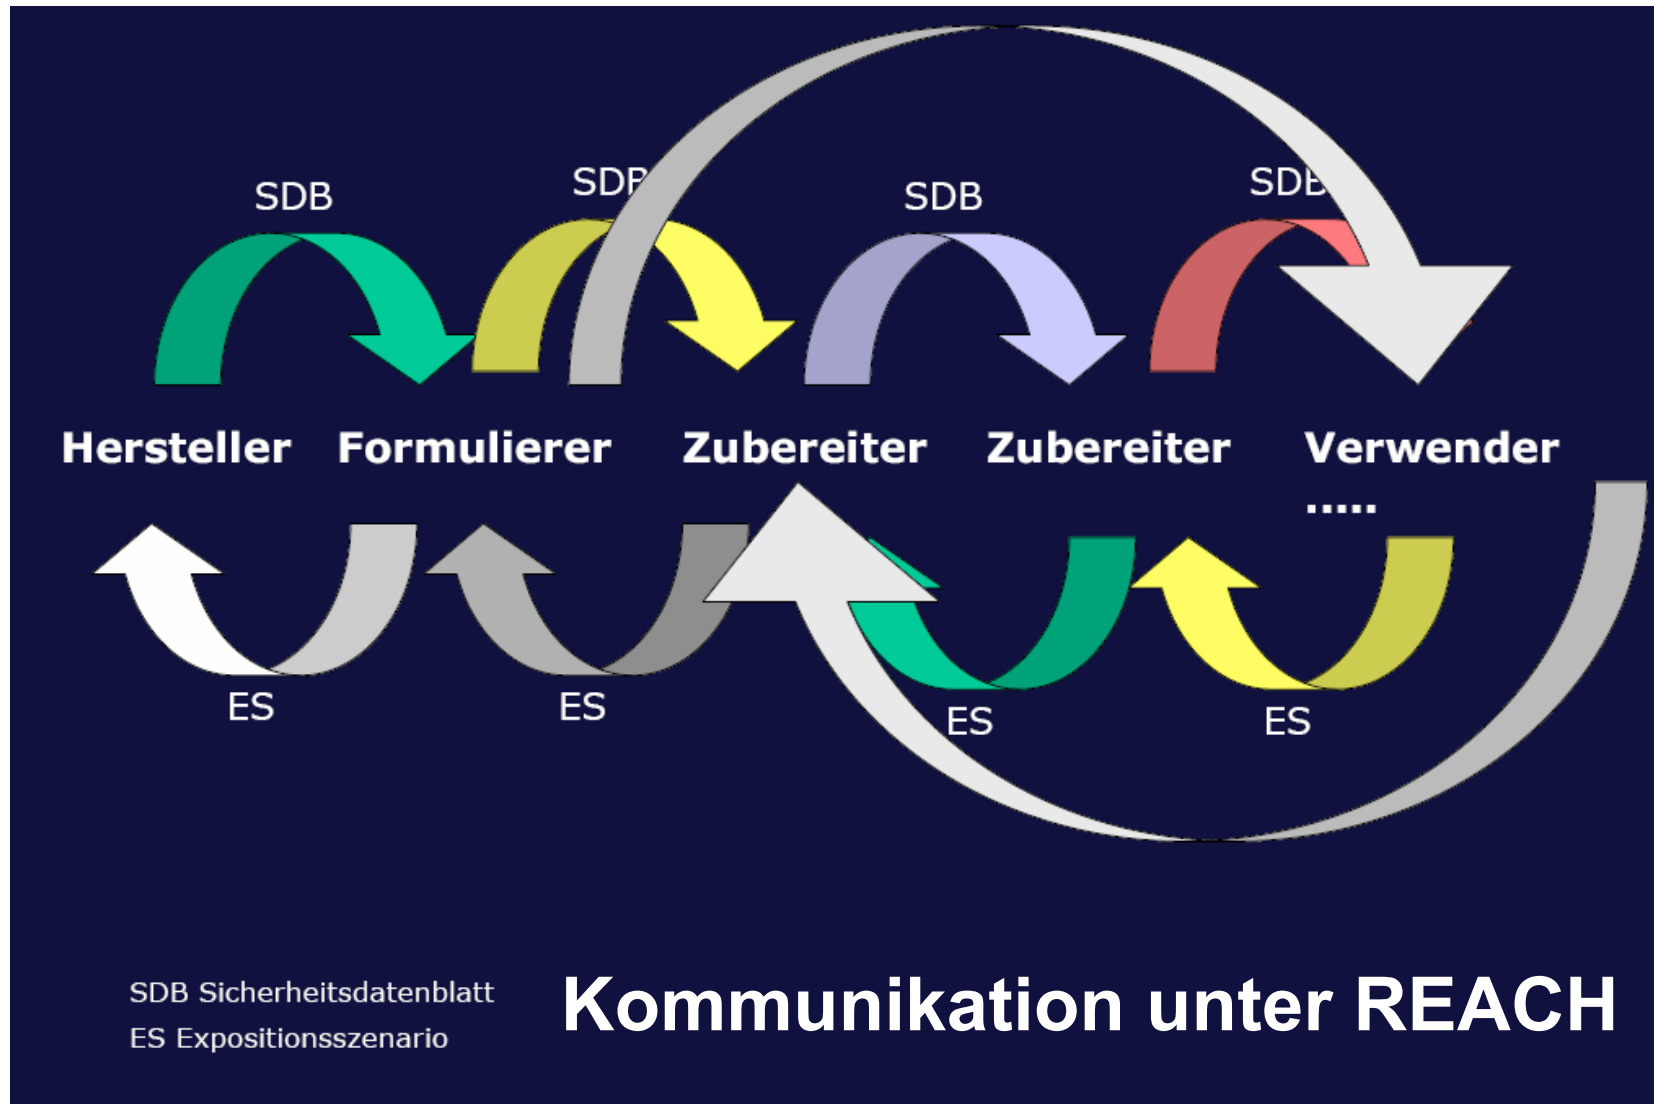 SDB SDB SDB SDB
Hersteller Formulierer Zubereiter Zubereiter Verwender
.....
ES ES ES ES
SDB Sicherheitsdatenblatt
ES Expositionsszenario
Kommunikation unter REACH